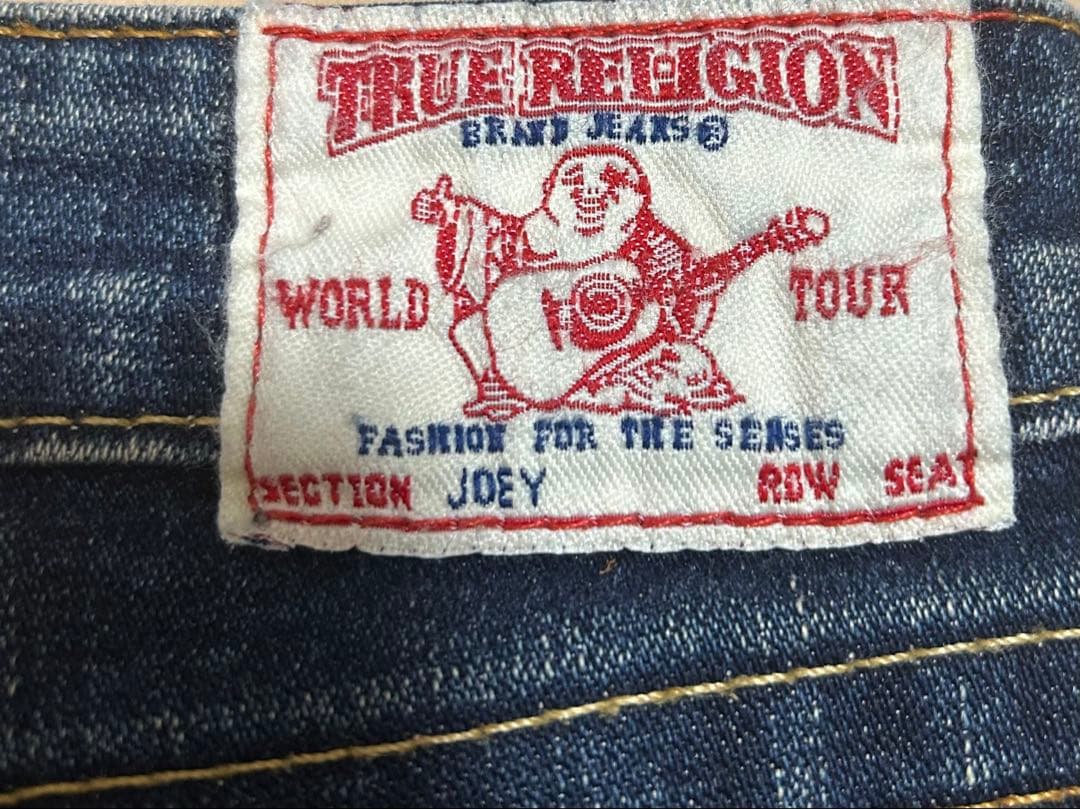 TRUE RELIGION
BRAND JEANS®
WORLD TOUR
FASHION FOR THE SENSES
SECTION JOEY ROW SEAT